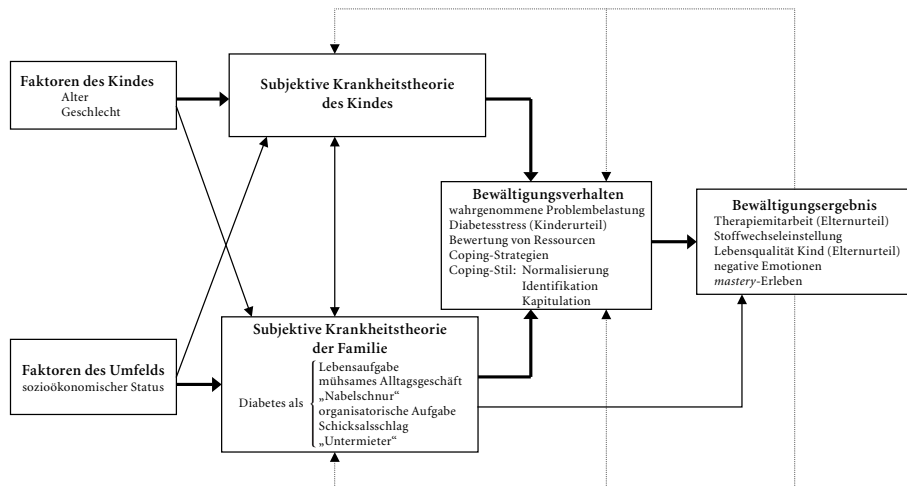 Faktoren des Kindes
Alter
Geschlecht
Subjektive Krankheitstheorie
des Kindes
Bewältigungsverhalten
wahrgenommene Problembelastung
Diabetesstress (Kinderurteil)
Bewertung von Ressourcen
Coping-Strategien
Coping-Stil: Normalisierung
Identifikation
Kapitulation
Bewältigungsergebnis
Therapiemitarbeit (Elternurteil)
Stoffwechseleinstellung
Lebensqualität Kind (Elternurteil)
negative Emotionen
mastery-Erleben
Faktoren des Umfelds
sozioökonomischer Status
Subjektive Krankheitstheorie
der Familie
Diabetes als
Lebensaufgabe
mühsames Alltagsgeschäft
„Nabelschnur“
organisatorische Aufgabe
Schicksalsschlag
„Untermieter“